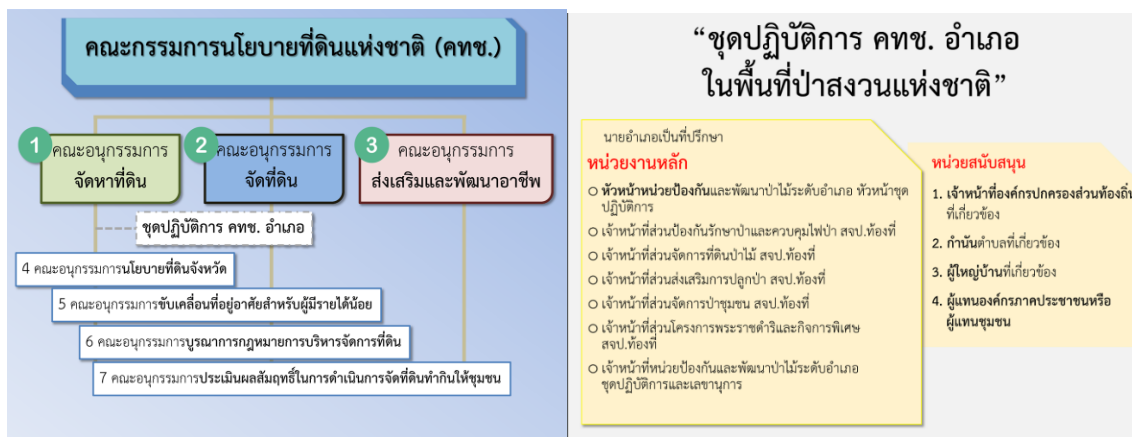 คณะกรรมการนโยบายที่ดินแห่งชาติ (คทช.)
1
คณะอนุกรรมการ
จัดหาที่ดิน
2
คณะอนุกรรมการ
จัดที่ดิน
3
คณะอนุกรรมการ
ส่งเสริมและพัฒนาอาชีพ
ชุดปฏิบัติการ คทช. อำเภอ
4 คณะอนุกรรมการนโยบายที่ดินจังหวัด
5 คณะอนุกรรมการขับเคลื่อนที่อยู่อาศัยสำหรับผู้มีรายได้น้อย
6 คณะอนุกรรมการบูรณาการกฎหมายการบริหารจัดการที่ดิน
7 คณะอนุกรรมการประเมินผลสัมฤทธิ์ในการดำเนินการจัดที่ดินทำกินให้ชุมชน
“ชุดปฏิบัติการ คทช. อำเภอ
ในพื้นที่ป่าสงวนแห่งชาติ”
นายอำเภอเป็นที่ปรึกษา
หน่วยงานหลัก
หัวหน้าหน่วยป้องกันและพัฒนาป่าไม้ระดับอำเภอ หัวหน้าชุด
ปฏิบัติการ
เจ้าหน้าที่ส่วนป้องกันรักษาป่าและควบคุมไฟป่า สจป.ท้องที่
เจ้าหน้าที่ส่วนจัดการที่ดินป่าไม้ สจป.ท้องที่
เจ้าหน้าที่ส่วนส่งเสริมการปลูกป่า สจป.ท้องที่
เจ้าหน้าที่ส่วนจัดการป่าชุมชน สจป.ท้องที่
เจ้าหน้าที่ส่วนโครงการพระราชดำริและกิจการพิเศษ
สจป.ท้องที่
เจ้าหน้าที่หน่วยป้องกันและพัฒนาป่าไม้ระดับอำเภอ
ชุดปฏิบัติการและเลขานุการ
หน่วยสนับสนุน
1. เจ้าหน้าที่องค์กรปกครองส่วนท้องถิ่น
ที่เกี่ยวข้อง
2. กำนันตำบลที่เกี่ยวข้อง
3. ผู้ใหญ่บ้านที่เกี่ยวข้อง
4. ผู้แทนองค์กรภาคประชาชนหรือ
ผู้แทนชุมชน